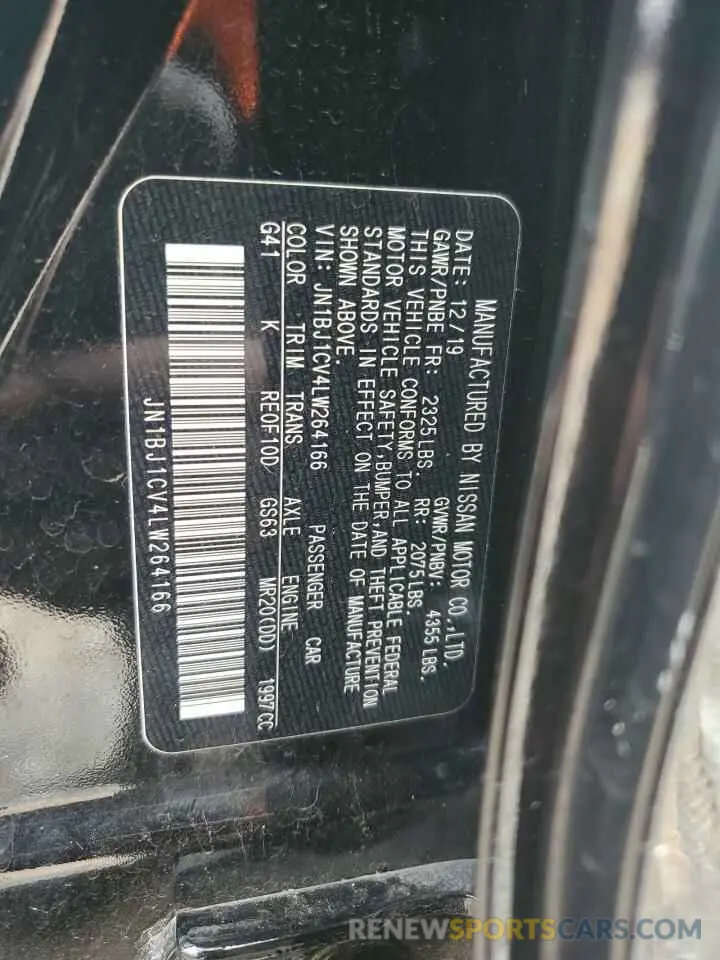 MANUFACTURED BY NISSAN MOTOR CO.,LTD.
DATE: 12/19 GVWR/PNBV: 4355LBS.
GAWR/PNBE FR: 2325LBS. RR: 2075LBS.
THIS VEHICLE CONFORMS TO ALL APPLICABLE FEDERAL
MOTOR VEHICLE SAFETY,BUMPER,AND THEFT PREVENTION
STANDARDS IN EFFECT ON THE DATE OF MANUFACTURE
SHOWN ABOVE.
VIN: JN1BJ1CV4LW264166 PASSENGER CAR
COLOR TRIM TRANS AXLE ENGINE
G41 K RE0F10D GS63 MR20(DD) 1997CC
JN1BJ1CV4LW264166
RENEWSPORTSCARS.COM